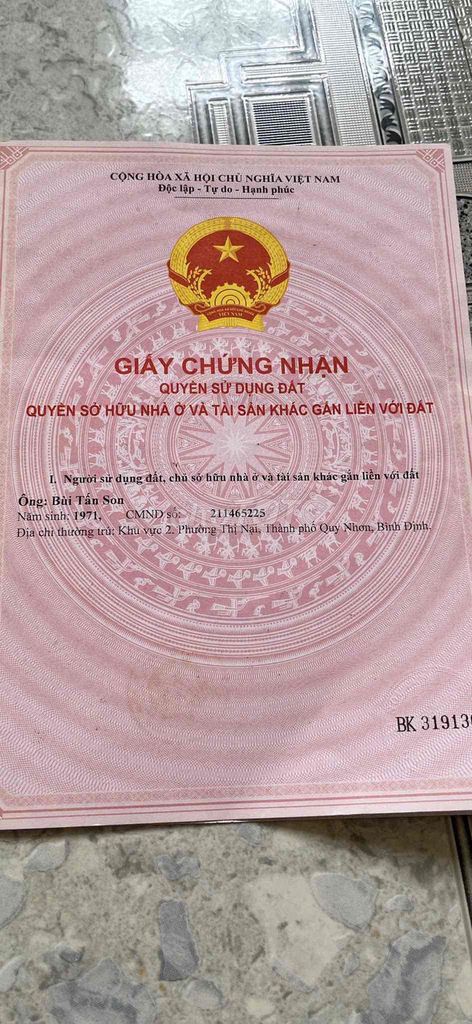 CỘNG HÒA XÃ HỘI CHỦ NGHĨA VIỆT NAM
Độc lập - Tự do - Hạnh phúc
VIỆT NAM
GIẤY CHỨNG NHẬN
QUYỀN SỬ DỤNG ĐẤT
QUYỀN SỞ HỮU NHÀ Ở VÀ TÀI SẢN KHÁC GẮN LIỀN VỚI ĐẤT
I. Người sử dụng đất, chủ sở hữu nhà ở và tài sản khác gắn liền với đất
Ông: Bùi Tấn Son
Năm sinh: 1971, CMND số: 211465225
Địa chỉ thường trú: Khu vực 2, Phường Thị Nại, Thành phố Quy Nhơn, Bình Định.
BK 31913